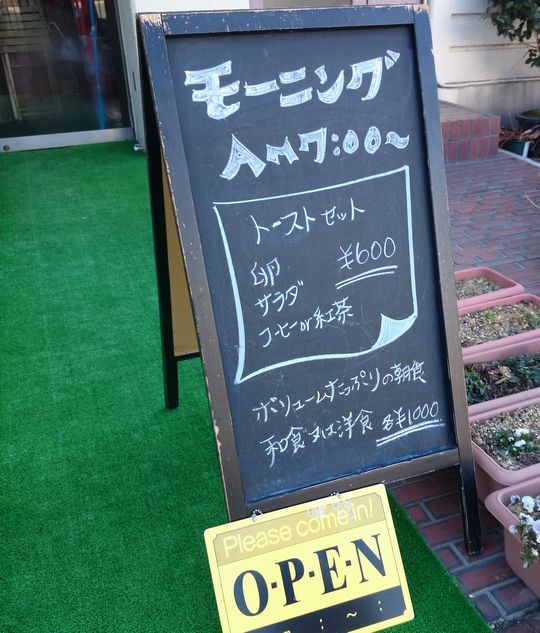 モーニング
AM7:00~
トーストセット
卵 ¥600
サラダ
コーヒーor紅茶
ボリュームたっぷりの朝食
和食又は洋食 各¥1000
Please come in!
O·P·E·N
: ~ :